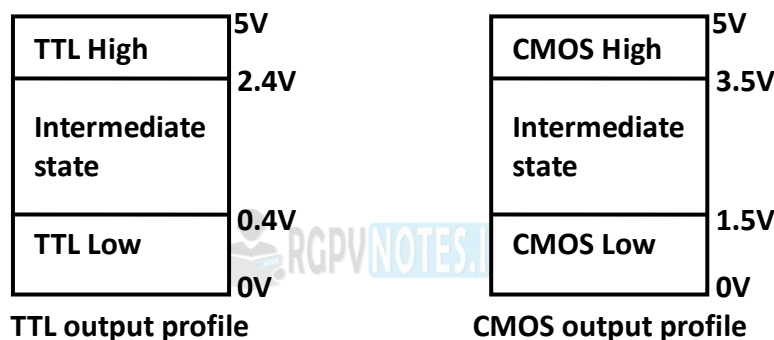 5V
TTL High
2.4V
Intermediate
state
0.4V
TTL Low
0V
TTL output profile
5V
CMOS High
3.5V
Intermediate
state
1.5V
CMOS Low
0V
CMOS output profile
RGPVNOTES.I